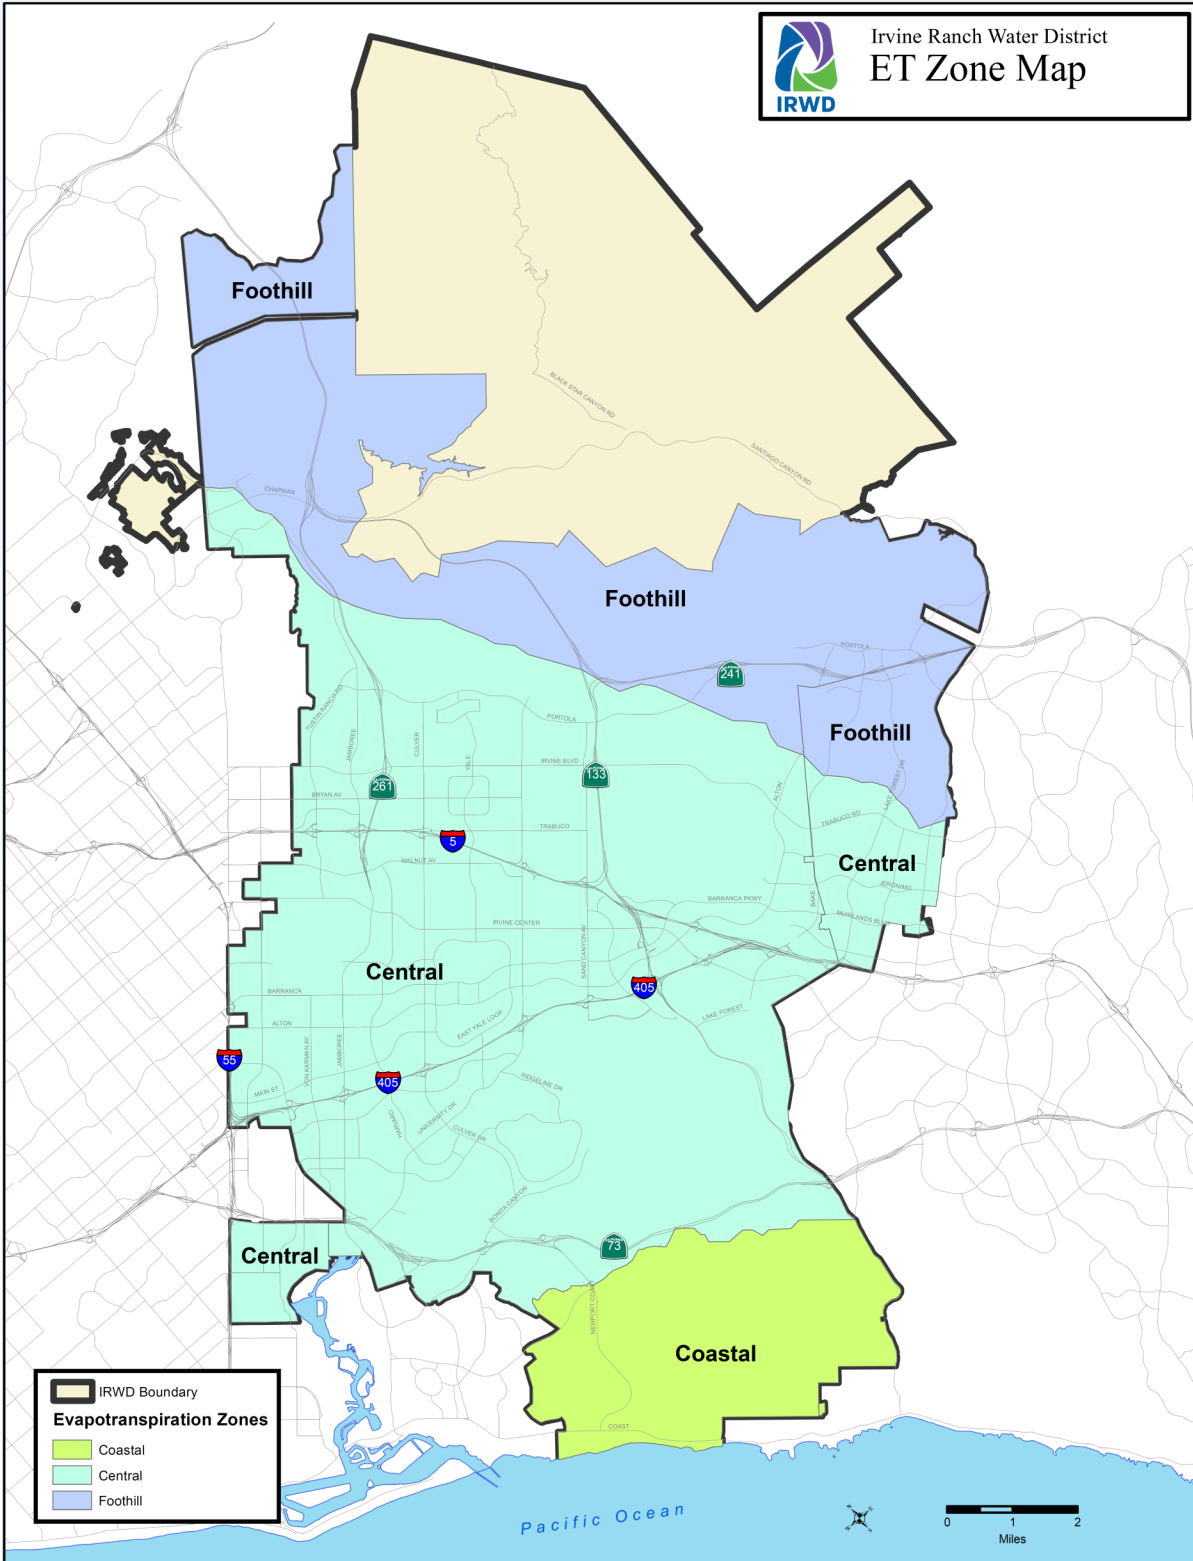 Irvine Ranch Water District
ET Zone Map
IRWD
Foothill
BLACK STAR CANYON RD
SANTIAGO CANYON RD
CHAPMAN
Foothill
PORTOLA
241
TUSTIN RANCH RD
JAMBOREE
CULVER
YALE
PORTOLA
Foothill
IRVINE BLVD
133
261
BRYAN AV
ALTON
LAKE FOREST DR
TRABUCO RD
TRABUCO
5
WALNUT AV
Central
JERONIMO
BAKE
BARRANCA PKWY
MUIRLANDS BLVD
IRVINE CENTER
SAND CANYON AV
Central
405
BARRANCA
LAKE FOREST
EAST YALE LOOP
ALTON
VON KARMAN AV
JAMBOREE
55
405
MAIN ST
RIDGELINE DR
HARVARD
UNIVERSITY DR
CULVER DR
BONITA CANYON
73
Central
NEWPORT COAST
Coastal
COAST
IRWD Boundary
Evapotranspiration Zones
Coastal
Central
Foothill
Pacific Ocean
0 1 2
Miles